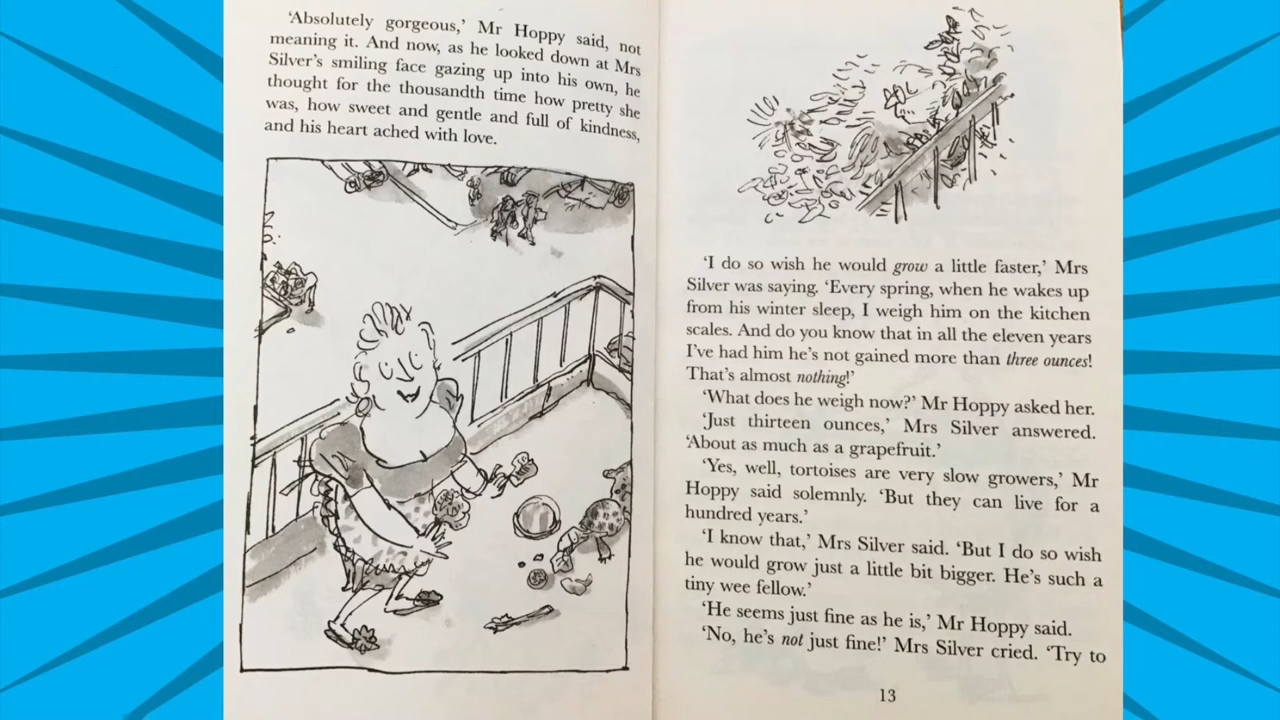 ‘Absolutely gorgeous,’ Mr Hoppy said, not
meaning it. And now, as he looked down at Mrs
Silver’s smiling face gazing up into his own, he
thought for the thousandth time how pretty she
was, how sweet and gentle and full of kindness,
and his heart ached with love.
‘I do so wish he would grow a little faster,’ Mrs
Silver was saying. ‘Every spring, when he wakes up
from his winter sleep, I weigh him on the kitchen
scales. And do you know that in all the eleven years
I’ve had him he’s not gained more than three ounces!
That’s almost nothing!’
‘What does he weigh now?’ Mr Hoppy asked her.
‘Just thirteen ounces,’ Mrs Silver answered.
‘About as much as a grapefruit.’
‘Yes, well, tortoises are very slow growers,’ Mr
Hoppy said solemnly. ‘But they can live for a
hundred years.’
‘I know that,’ Mrs Silver said. ‘But I do so wish
he would grow just a little bit bigger. He’s such a
tiny wee fellow.’
‘He seems just fine as he is,’ Mr Hoppy said.
‘No, he’s not just fine!’ Mrs Silver cried. ‘Try to
13